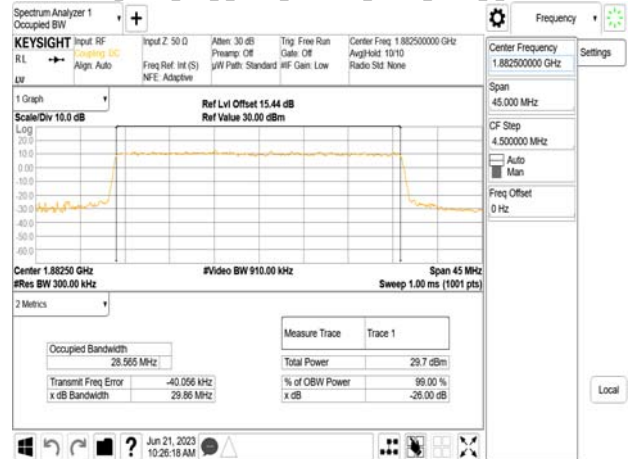 Spectrum Analyzer 1
Occupied BW
+
Frequency
KEYSIGHT
RL
LV
Input: RF
Coupling: DC
Align: Auto
Input Z: 50 Ω
Freq Ref: Int (S)
NFE: Adaptive
Atten: 30 dB
Preamp: Off
µW Path: Standard
Trig: Free Run
Gate: Off
#IF Gain: Low
Center Freq: 1.882500000 GHz
Avg|Hold: 10/10
Radio Std: None
Center Frequency
1.882500000 GHz
Settings
Span
45.000 MHz
CF Step
4.500000 MHz
Auto
Man
Freq Offset
0 Hz
Local
1 Graph
Scale/Div 10.0 dB
Ref Lvl Offset 15.44 dB
Ref Value 30.00 dBm
Log
20.0
10.0
0.00
-10.0
-20.0
-30.0
-40.0
-50.0
-60.0
Center 1.88250 GHz
#Res BW 300.00 kHz
#Video BW 910.00 kHz
Span 45 MHz
Sweep 1.00 ms (1001 pts)
2 Metrics
Measure Trace Trace 1
Occupied Bandwidth
28.565 MHz
Total Power 29.7 dBm
Transmit Freq Error -40.056 kHz
% of OBW Power 99.00 %
x dB Bandwidth 29.86 MHz
x dB -26.00 dB
?
Jun 21, 2023
10:26:18 AM